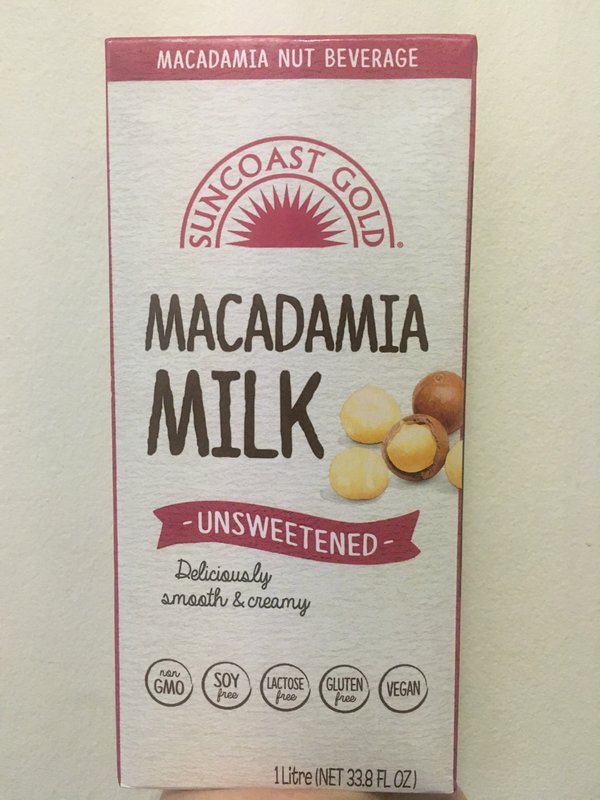 MACADAMIA NUT BEVERAGE
SUNCOAST GOLD®
MACADAMIA
MILK
-UNSWEETENED-
Deliciously
smooth & creamy
non GMO
SOY free
LACTOSE free
GLUTEN free
VEGAN
1 Litre (NET 33.8 FL OZ)